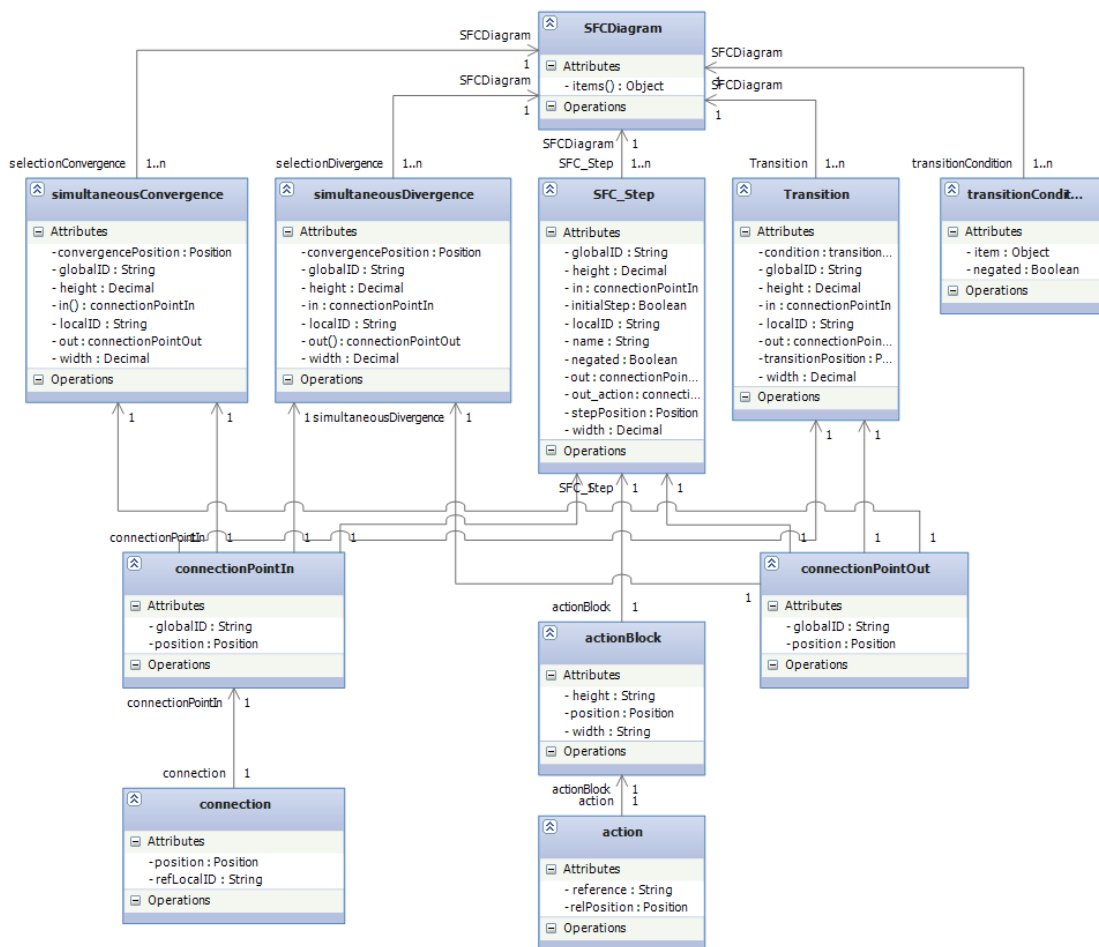 SFCDiagram
Attributes
- items() : Object
Operations
SFCDiagram
1
SFCDiagram
1
SFCDiagram
1
SFCDiagram
1
SFCDiagram
1
selectionConvergence 1..n
selectionDivergence 1..n
SFC_Step 1..n
Transition 1..n
transitionCondition 1..n
simultaneousConvergence
Attributes
- convergencePosition : Position
- globalID : String
- height : Decimal
- in() : connectionPointIn
- localID : String
- out : connectionPointOut
- width : Decimal
Operations
simultaneousDivergence
Attributes
- convergencePosition : Position
- globalID : String
- height : Decimal
- in : connectionPointIn
- localID : String
- out() : connectionPointOut
- width : Decimal
Operations
SFC_Step
Attributes
- globalID : String
- height : Decimal
- in : connectionPointIn
- initialStep : Boolean
- localID : String
- name : String
- negated : Boolean
- out : connectionPoin...
- out_action : connecti...
- stepPosition : Position
- width : Decimal
Operations
Transition
Attributes
- condition : transition...
- globalID : String
- height : Decimal
- in : connectionPointIn
- localID : String
- out : connectionPoin...
- transitionPosition : P...
- width : Decimal
Operations
transitionCondit...
Attributes
- item : Object
- negated : Boolean
Operations
1
1
1 simultaneousDivergence
1
1
1
SFC_Step
1
1
1
connectionPointIn
1
1
1
1
1
1
1
connectionPointIn
Attributes
- globalID : String
- position : Position
Operations
connectionPointOut
Attributes
- globalID : String
- position : Position
Operations
actionBlock 1
actionBlock
Attributes
- height : String
- position : Position
- width : String
Operations
connectionPointIn 1
connection 1
connection
Attributes
- position : Position
- refLocalID : String
Operations
actionBlock 1
action 1
action
Attributes
- reference : String
- relPosition : Position
Operations